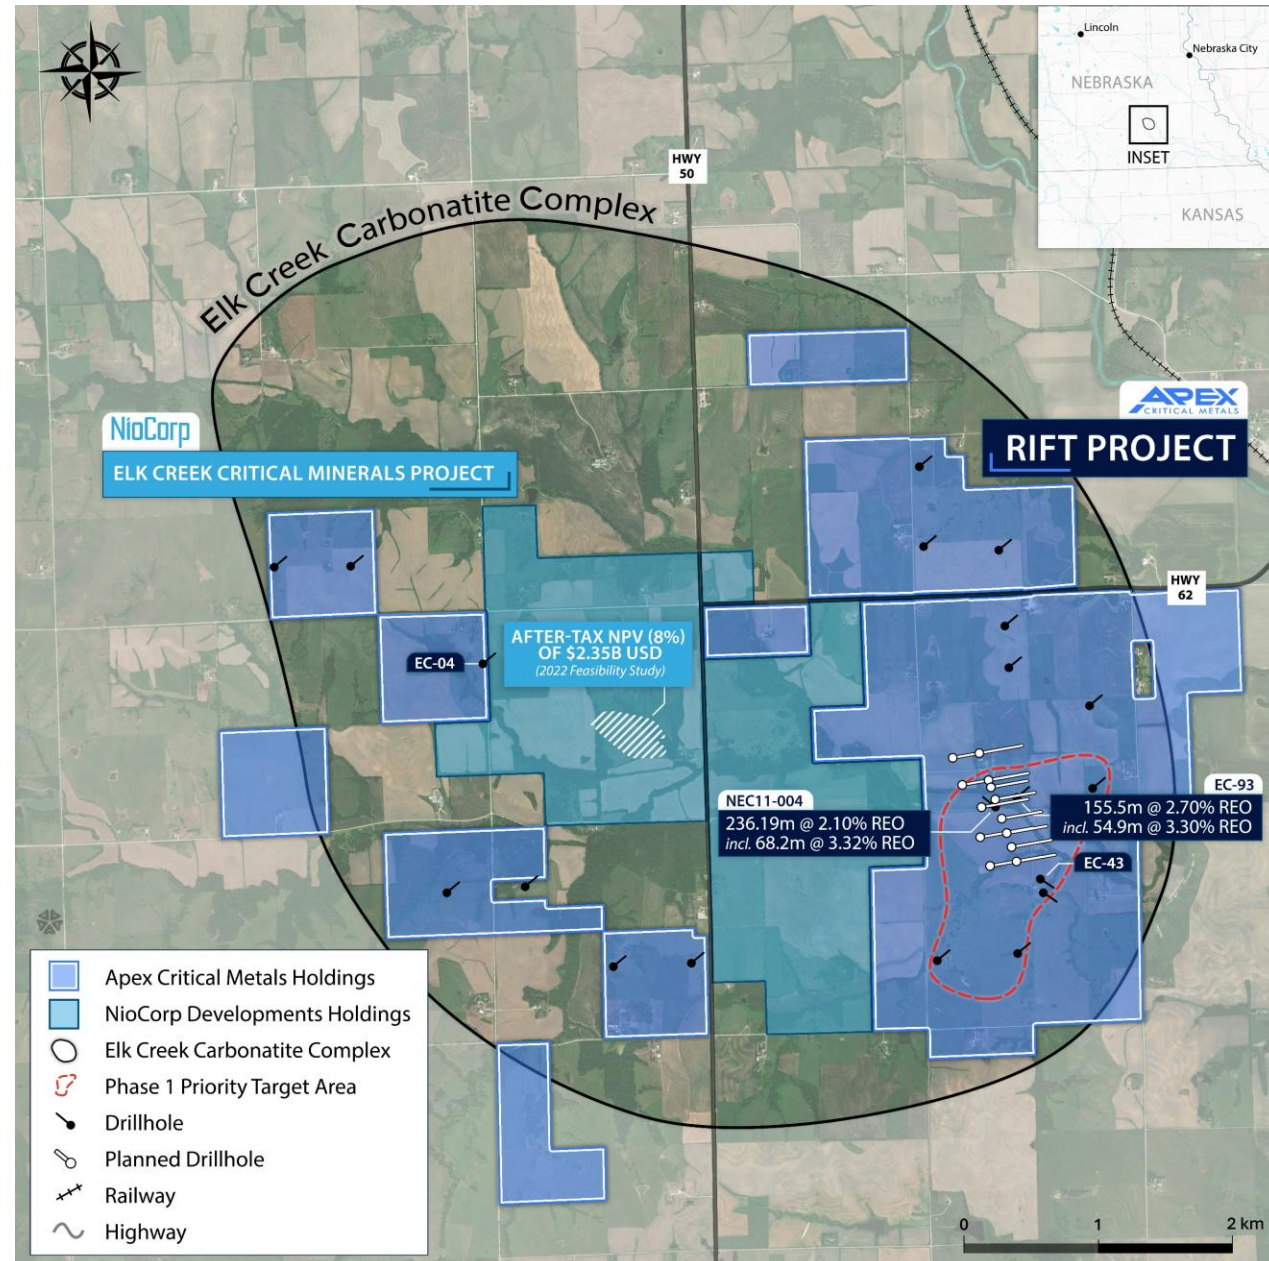 Lincoln
Nebraska City
NEBRASKA
INSET
KANSAS
HWY
50
Elk Creek Carbonatite Complex
APEX
CRITICAL METALS
RIFT PROJECT
NioCorp
ELK CREEK CRITICAL MINERALS PROJECT
HWY
62
AFTER-TAX NPV (8%)
OF $2.35B USD
(2022 Feasibility Study)
EC-04
NEC11-004
236.19m @ 2.10% REO
incl. 68.2m @ 3.32% REO
EC-93
155.5m @ 2.70% REO
incl. 54.9m @ 3.30% REO
EC-43
Apex Critical Metals Holdings
NioCorp Developments Holdings
Elk Creek Carbonatite Complex
Phase 1 Priority Target Area
Drillhole
Planned Drillhole
Railway
Highway
0 1 2 km